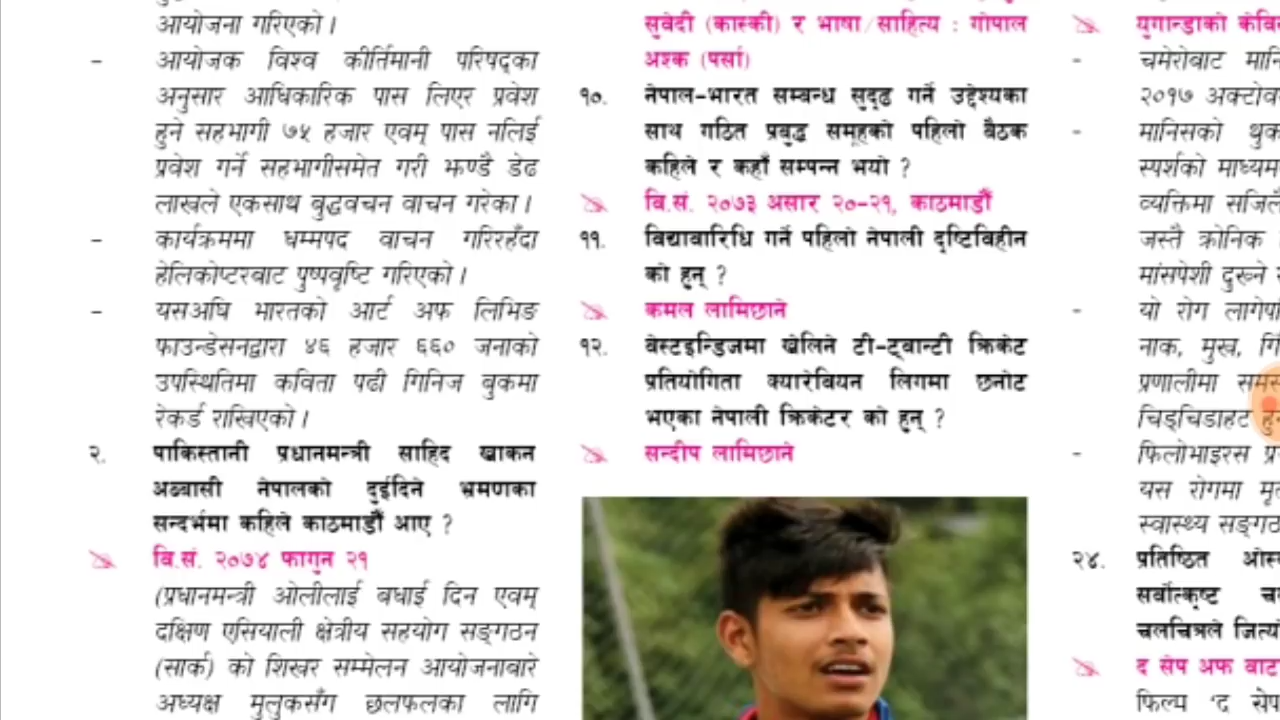 आयोजना गरिएको ।
- आयोजक विश्व कीर्तिमानी परिषद्का
अनुसार आधिकारिक पास लिएर प्रवेश
हुने सहभागी ७५ हजार एवम् पास नलिई
प्रवेश गर्ने सहभागीसमेत गरी झण्डै डेढ
लाखले एकसाथ बुद्धवचन वाचन गरेका ।
- कार्यक्रममा धम्मपद वाचन गरिरहँदा
हेलिकोप्टरबाट पुष्पवृष्टि गरिएको ।
- यसअघि भारतको आर्ट अफ लिभिङ
फाउन्डेसनद्वारा ४६ हजार ६६० जनाको
उपस्थितिमा कविता पढी गिनिज बुकमा
रेकर्ड राखिएको ।
२. पाकिस्तानी प्रधानमन्त्री साहिद खाकन
अब्बासी नेपालको दुईदिने भ्रमणका
सन्दर्भमा कहिले काठमाडौं आए ?
वि.सं. २०७४ फागुन २१
(प्रधानमन्त्री ओलीलाई बधाई दिन एवम्
दक्षिण एसियाली क्षेत्रीय सहयोग सङ्गठन
(सार्क) को शिखर सम्मेलन आयोजनाबारे
अध्यक्ष मुलुकसँग छलफलका लागि
सुवेदी (कास्की) र भाषा/साहित्य : गोपाल
अश्क (पर्सा)
१०. नेपाल-भारत सम्बन्ध सुदृढ गर्ने उद्देश्यका
साथ गठित प्रबुद्ध समूहको पहिलो बैठक
कहिले र कहाँ सम्पन्न भयो ?
वि.सं. २०७३ असार २०-२१, काठमाडौं
११. विद्यावारिधि गर्ने पहिलो नेपाली दृष्टिविहीन
को हुन् ?
कमल लामिछाने
१२. वेस्टइन्डिजमा खेलिने टी-ट्वान्टी क्रिकेट
प्रतियोगिता क्यारेबियन लिगमा छनोट
भएका नेपाली क्रिकेटर को हुन् ?
सन्दीप लामिछाने
युगान्डाको
- चमेरोबाट
२०१७
- मानिसको
स्पर्शको
व्यक्तिमा
जस्तै क्रोनिक
मांसपेशी दुख्ने
- यो रोग
नाक, मुख,
प्रणालीमा
चिड्चिडाहट
- फिलोभाइरस
यस रोगमा
स्वास्थ्य
२४. प्रतिष्ठित
सर्वोत्कृष्ट
चलचित्रले
द सेप अफ वाट
फिल्म 'द सेप